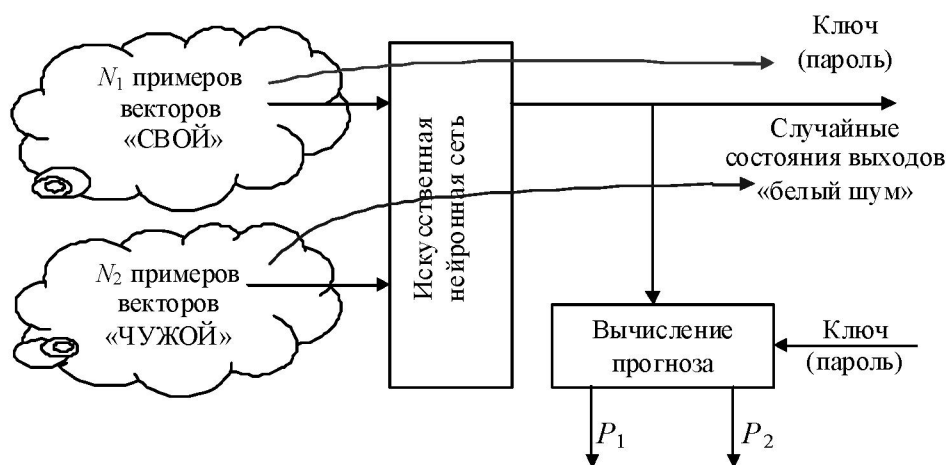 N1 примеров
векторов
«СВОЙ»
N2 примеров
векторов
«ЧУЖОЙ»
Искусственная
нейронная сеть
Ключ
(пароль)
Случайные
состояния выходов
«белый шум»
Вычисление
прогноза
Ключ
(пароль)
P1
P2